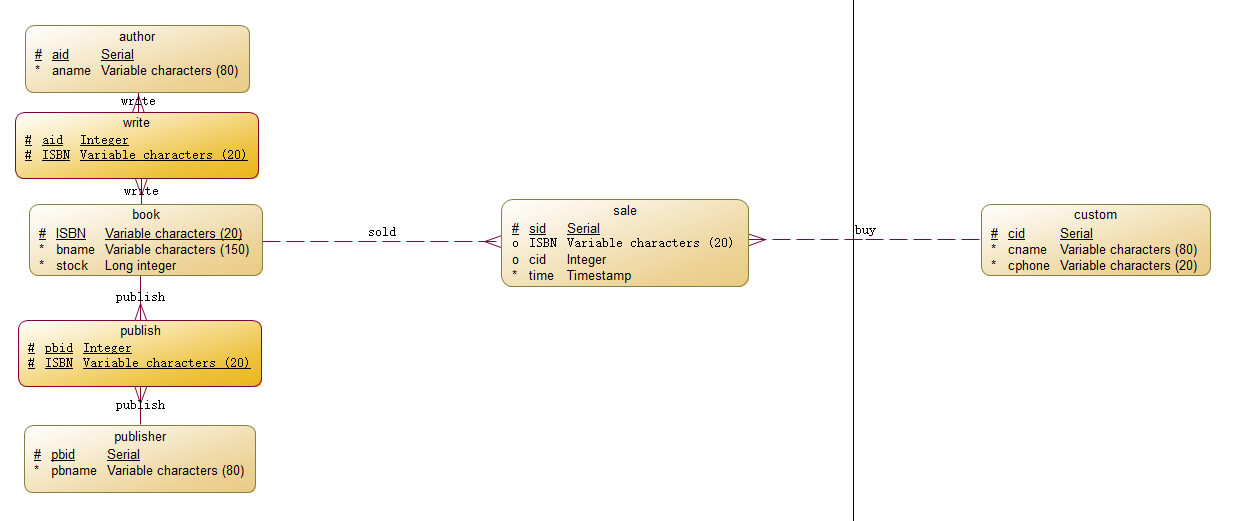 author
# aid Serial
* aname Variable characters (80)
write
write
# aid Integer
# ISBN Variable characters (20)
write
book
# ISBN Variable characters (20)
* bname Variable characters (150)
* stock Long integer
sold
sale
# sid Serial
o ISBN Variable characters (20)
o cid Integer
* time Timestamp
buy
custom
# cid Serial
* cname Variable characters (80)
* cphone Variable characters (20)
publish
publish
# pbid Integer
# ISBN Variable characters (20)
publish
publisher
# pbid Serial
* pbname Variable characters (80)